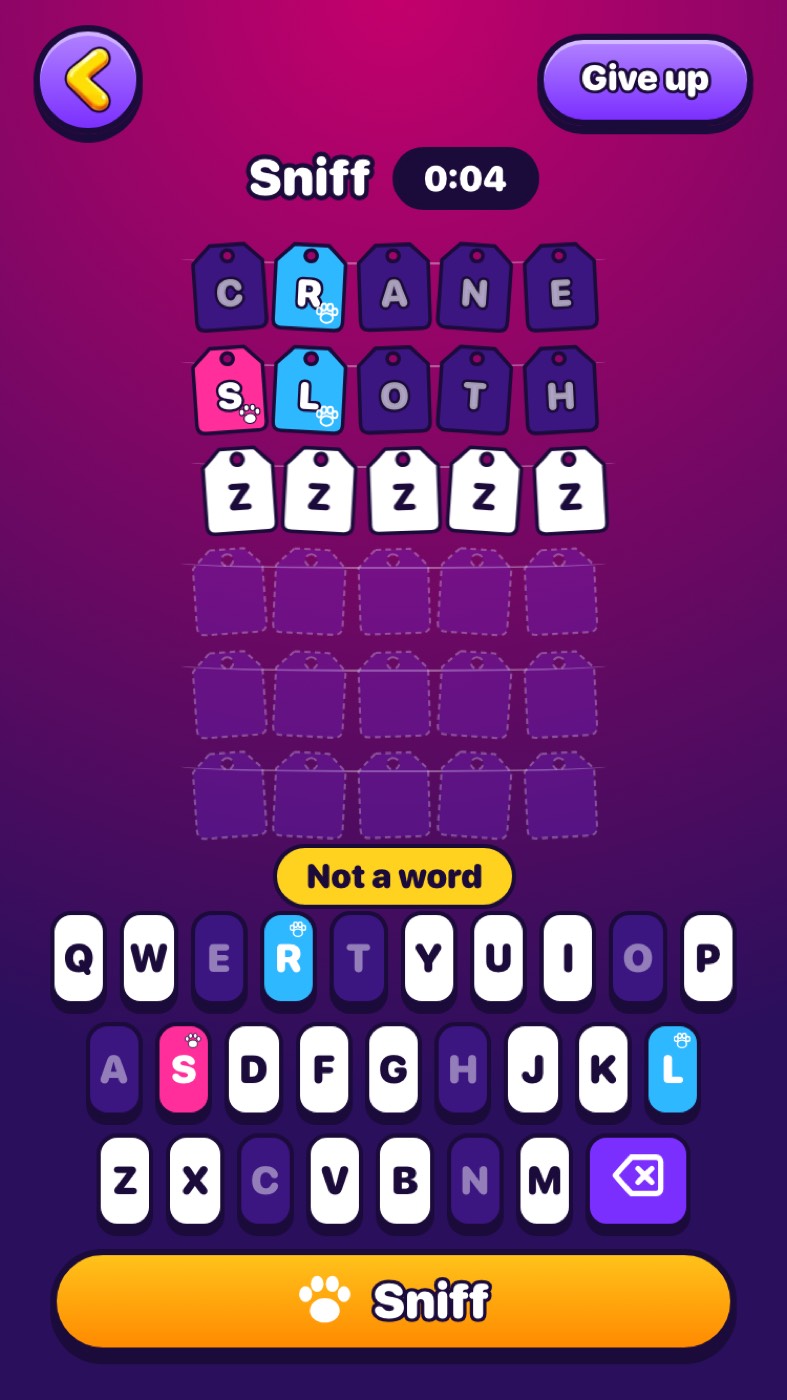 Give up
Sniff 0:04
C R A N E
S L O T H
Z Z Z Z Z
Not a word
Q W E R T Y U I O P
A S D F G H J K L
Z X C V B N M
Sniff